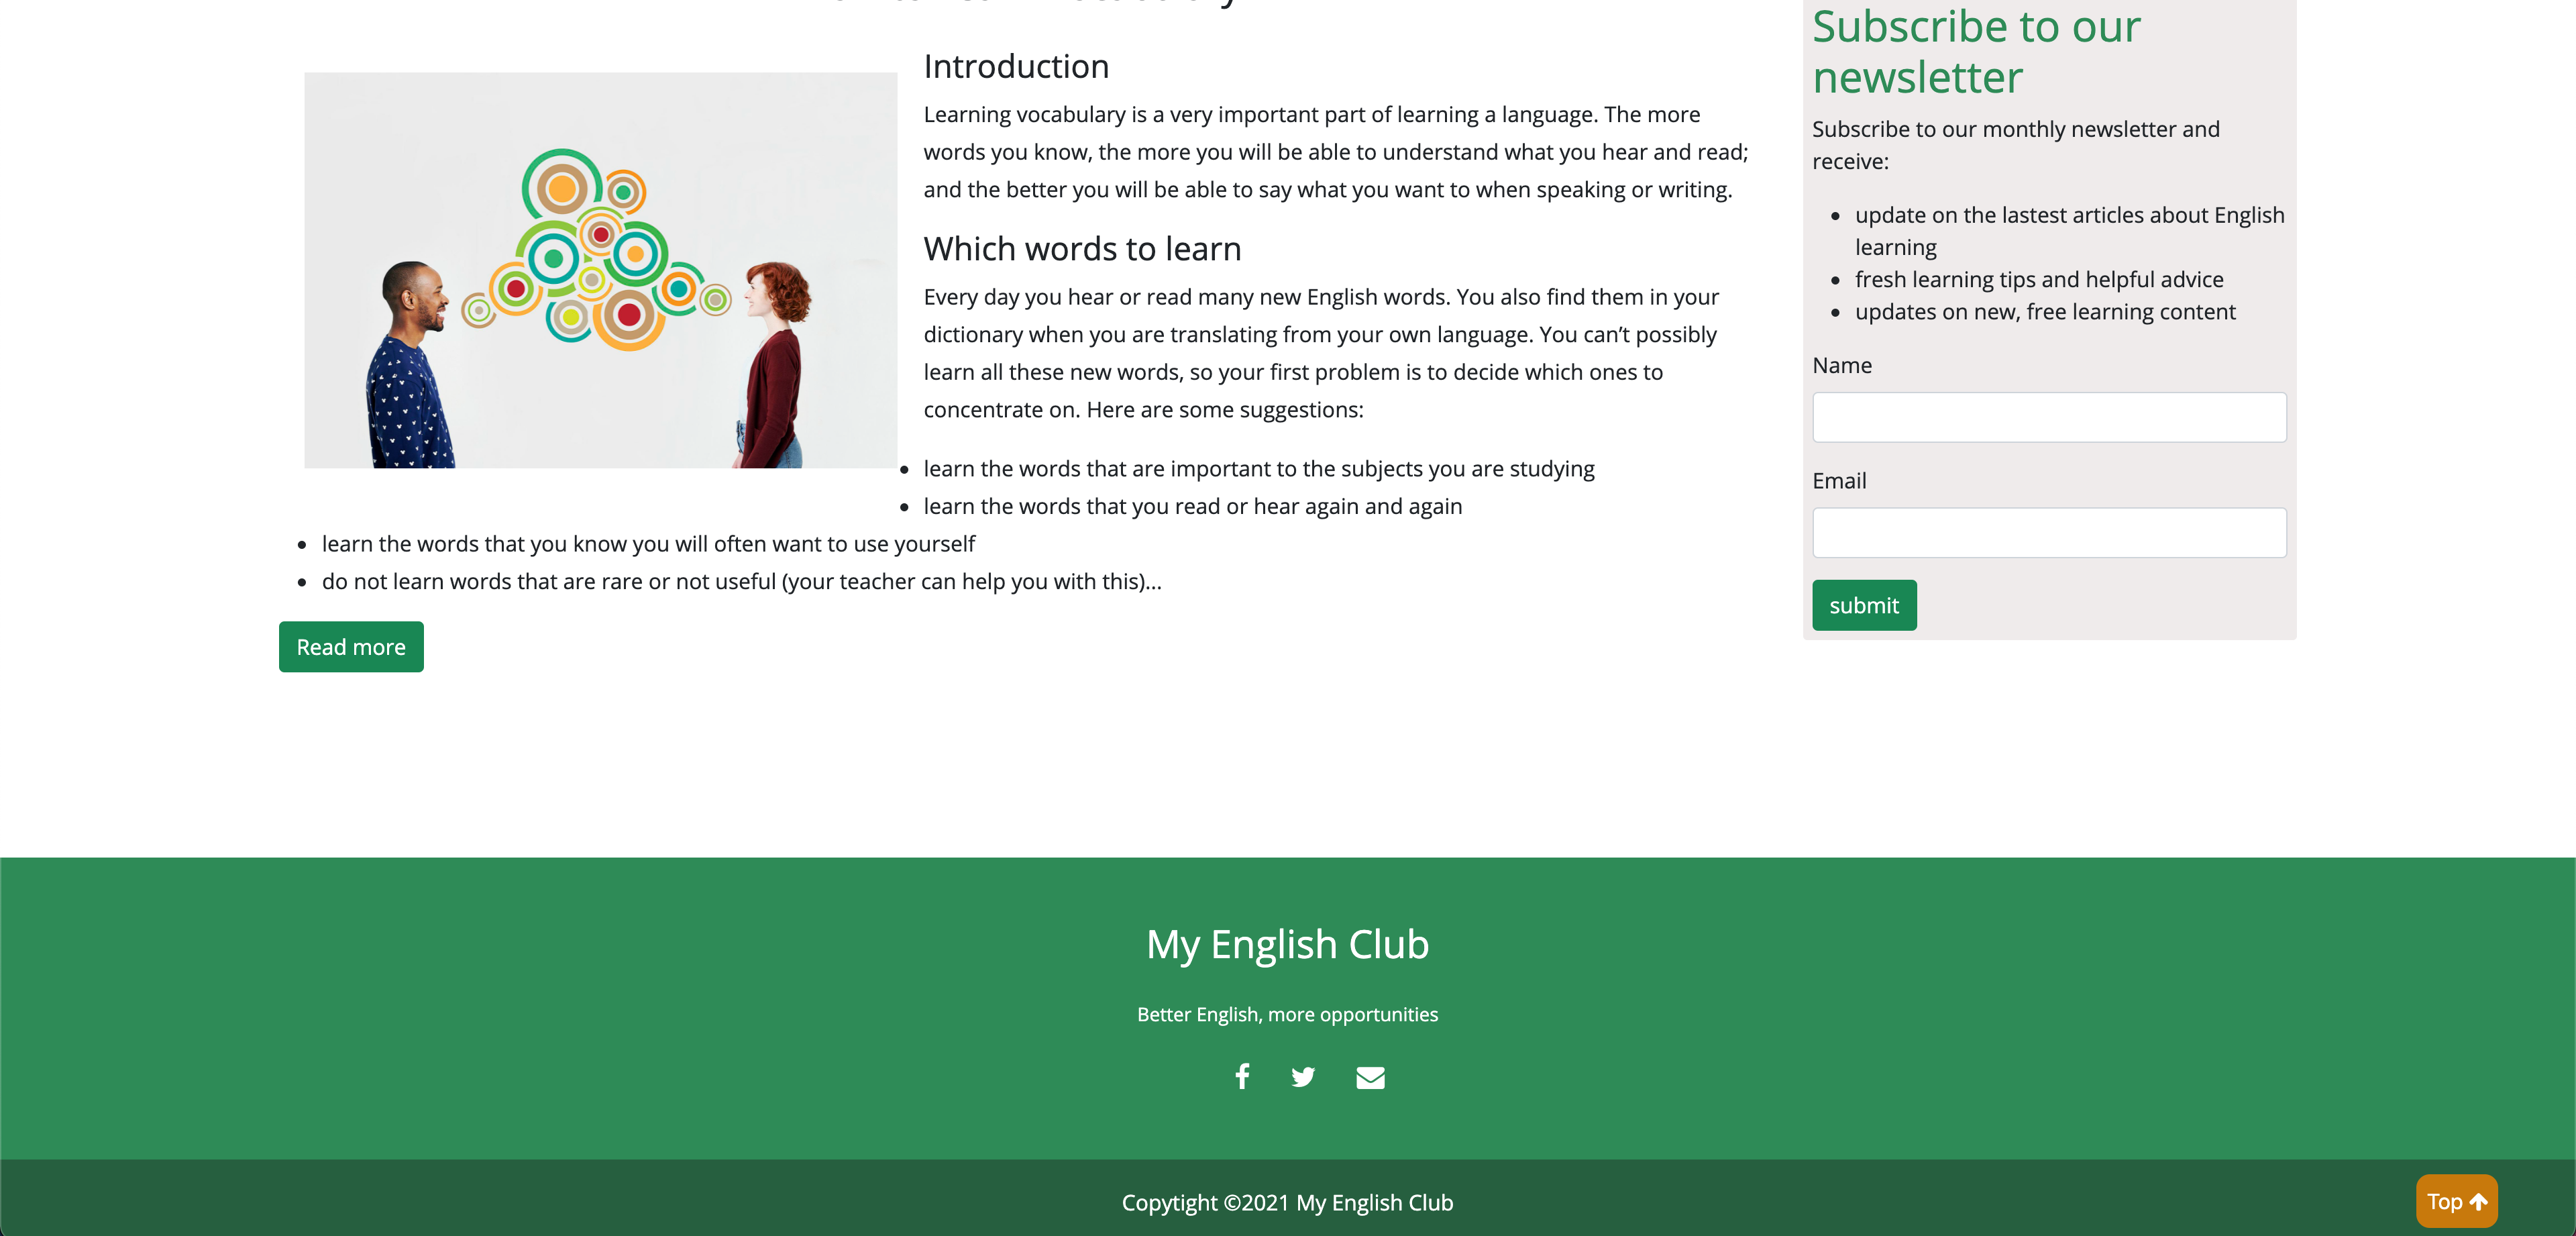 Introduction
Learning vocabulary is a very important part of learning a language. The more
words you know, the more you will be able to understand what you hear and read;
and the better you will be able to say what you want to when speaking or writing.
Which words to learn
Every day you hear or read many new English words. You also find them in your
dictionary when you are translating from your own language. You can’t possibly
learn all these new words, so your first problem is to decide which ones to
concentrate on. Here are some suggestions:
• learn the words that are important to the subjects you are studying
• learn the words that you read or hear again and again
• learn the words that you know you will often want to use yourself
• do not learn words that are rare or not useful (your teacher can help you with this)...
Read more
Subscribe to our
newsletter
Subscribe to our monthly newsletter and
receive:
• update on the lastest articles about English
learning
• fresh learning tips and helpful advice
• updates on new, free learning content
Name
Email
submit
My English Club
Better English, more opportunities
Copytight ©2021 My English Club
Top